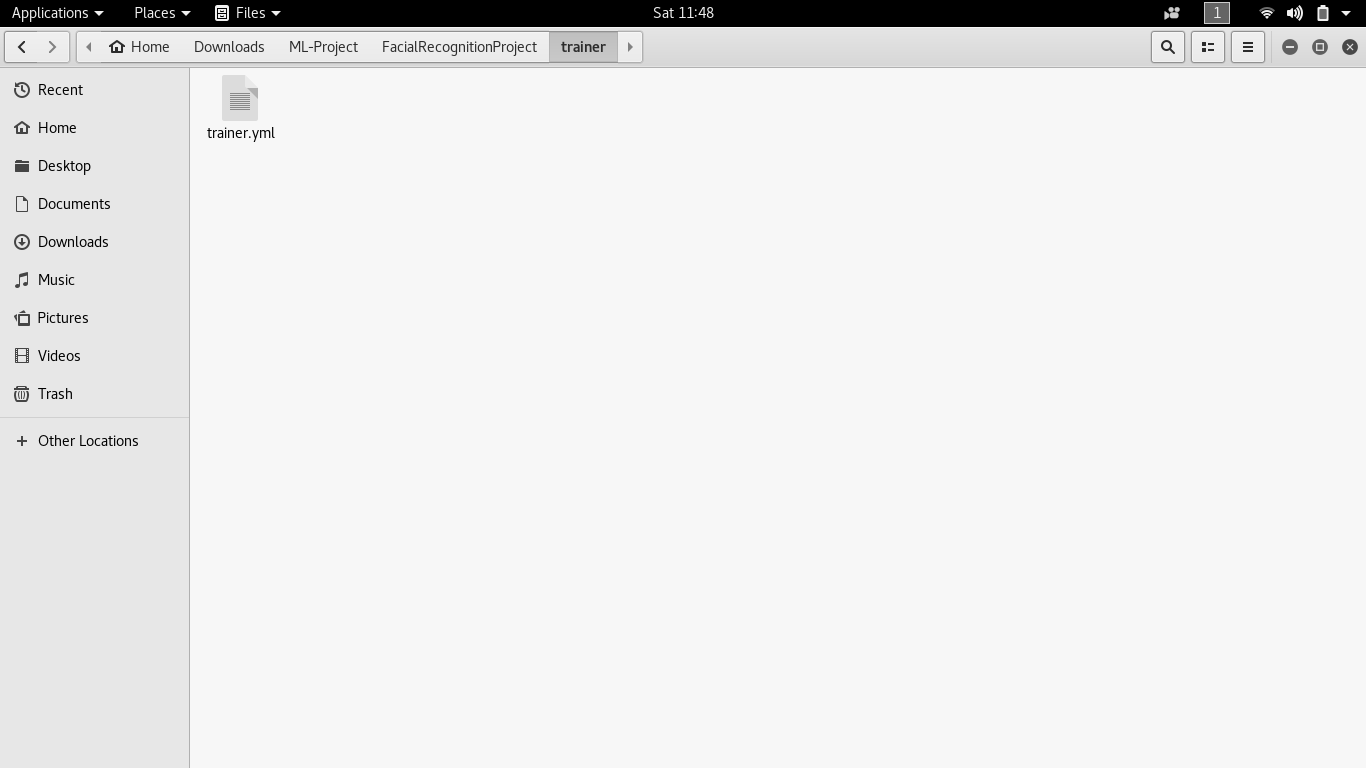 Applications Places Files Sat 11:48 1
Home Downloads ML-Project FacialRecognitionProject trainer
Recent
Home
Desktop
Documents
Downloads
Music
Pictures
Videos
Trash
Other Locations
trainer.yml